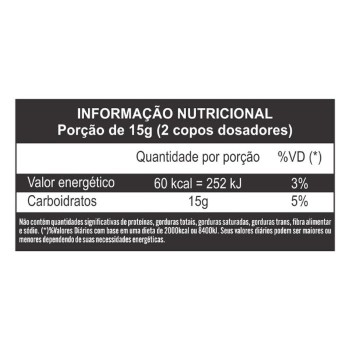 INFORMAÇÃO NUTRICIONAL
Porção de 15g (2 copos dosadores)
Quantidade por porção %VD (*)
Valor energético 60 kcal = 252 kJ 3%
Carboidratos 15g 5%
Não contém quantidades significativas de proteínas, gorduras totais, gorduras saturadas, gorduras trans, fibra alimentar
e sódio. (*)%Valores Diários com base em uma dieta de 2000kcal ou 8400kJ. Seus valores diários podem ser maiores ou
menores dependendo de suas necessidades energéticas.